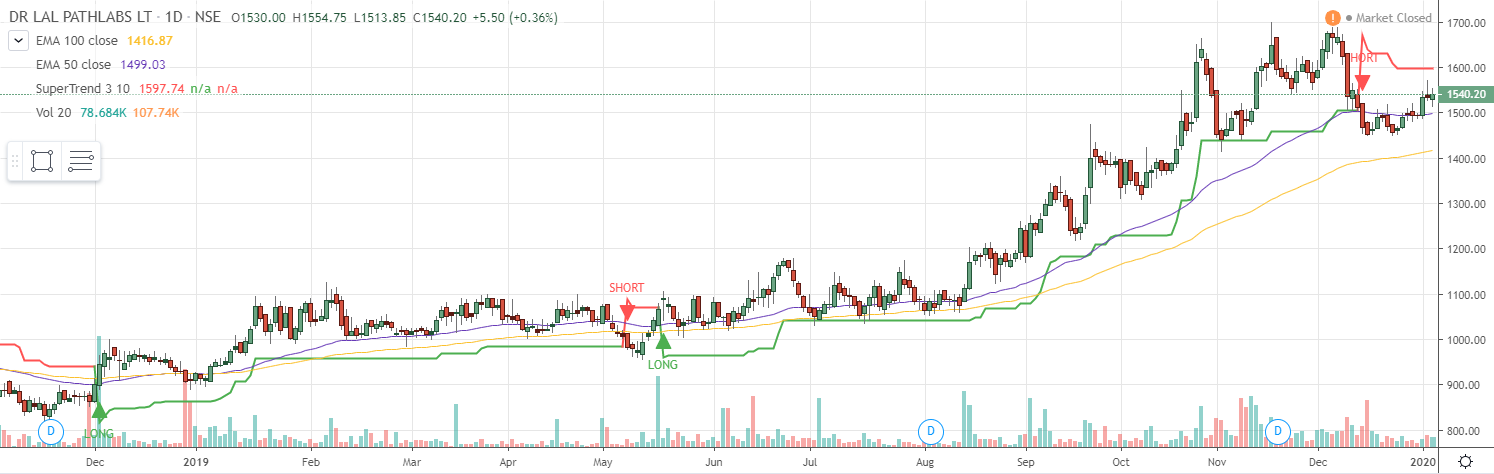 DR LAL PATHLABS LT · 1D · NSE O1530.00 H1554.75 L1513.85 C1540.20 +5.50 (+0.36%)
! Market Closed
EMA 100 close 1416.87
EMA 50 close 1499.03
SuperTrend 3 10 1597.74 n/a n/a
Vol 20 78.684K 107.74K
1700.00
HORT
1600.00
1540.20
1500.00
1400.00
1300.00
1200.00
SHORT
1100.00
1000.00
LONG
900.00
LONG
D
D
D
800.00
Dec 2019 Feb Mar Apr May Jun Jul Aug Sep Oct Nov Dec 2020